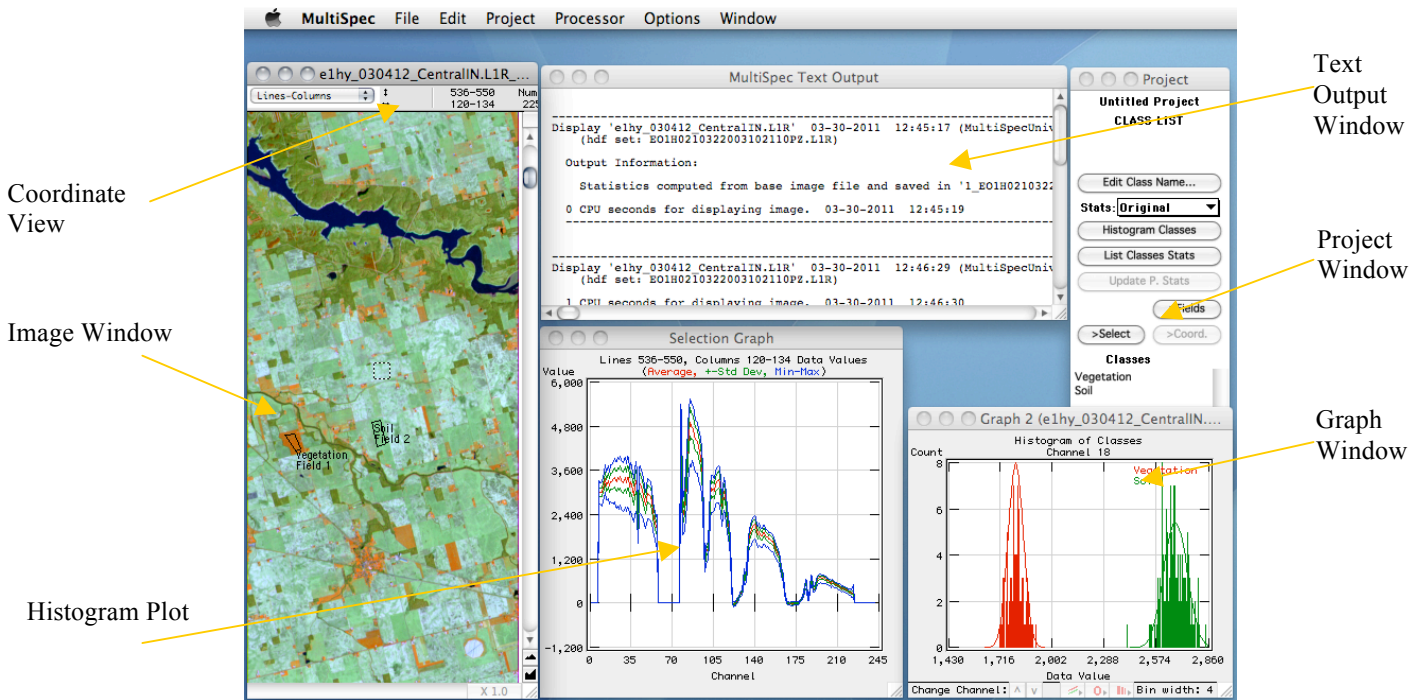 MultiSpec File Edit Project Processor Options Window
Coordinate
View
Image Window
Histogram Plot
e1hy_030412_CentralIN.L1R_...
Lines-Columns
536-550
120-134
Num
225
Soil
Field 2
Vegetation
Field 1
X 1.0
MultiSpec Text Output
Display 'e1hy_030412_CentralIN.L1R' 03-30-2011 12:45:17 (MultiSpecUniv
(hdf set: EO1H0210322003102110PZ.L1R)
Output Information:
Statistics computed from base image file and saved in '1_EO1H0210322
0 CPU seconds for displaying image. 03-30-2011 12:45:19
Display 'e1hy_030412_CentralIN.L1R' 03-30-2011 12:46:29 (MultiSpecUniv
(hdf set: EO1H0210322003102110PZ.L1R)
1 CPU seconds for displaying image. 03-30-2011 12:46:30
Selection Graph
Lines 536-550, Columns 120-134 Data Values
Value (Average, +-Std Dev, Min-Max)
6,000
4,800
3,600
2,400
1,200
0
-1,200
0 35 70 105 140 175 210 245
Channel
Project
Untitled Project
CLASS LIST
Edit Class Name...
Stats: Original
Histogram Classes
List Classes Stats
Update P. Stats
>Select >Coord.
Classes
Vegetation
Soil
Graph 2 (e1hy_030412_CentralIN....
Histogram of Classes
Count Channel 18
Vegetation
8
6
4
2
0
1,430 1,716 2,002 2,288 2,574 2,860
Data Value
Change Channel: Bin width: 4
Text
Output
Window
Project
Window
Graph
Window